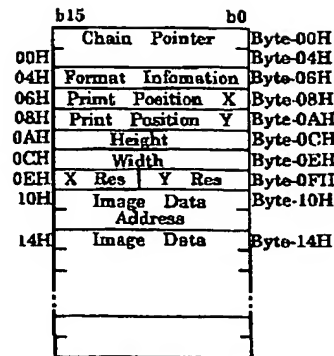 b15 b0
Chain Pointer Byte-00H
00H Byte-04H
04H Format Infomation Byte-06H
06H Primt Position X Byte-08H
08H Print Position Y Byte-0AH
0AH Height Byte-0CH
0CH Width Byte-0EH
0EH X Res Y Res Byte-0FH
10H Image Data Byte-10H
Address
14H Image Data Byte-14H